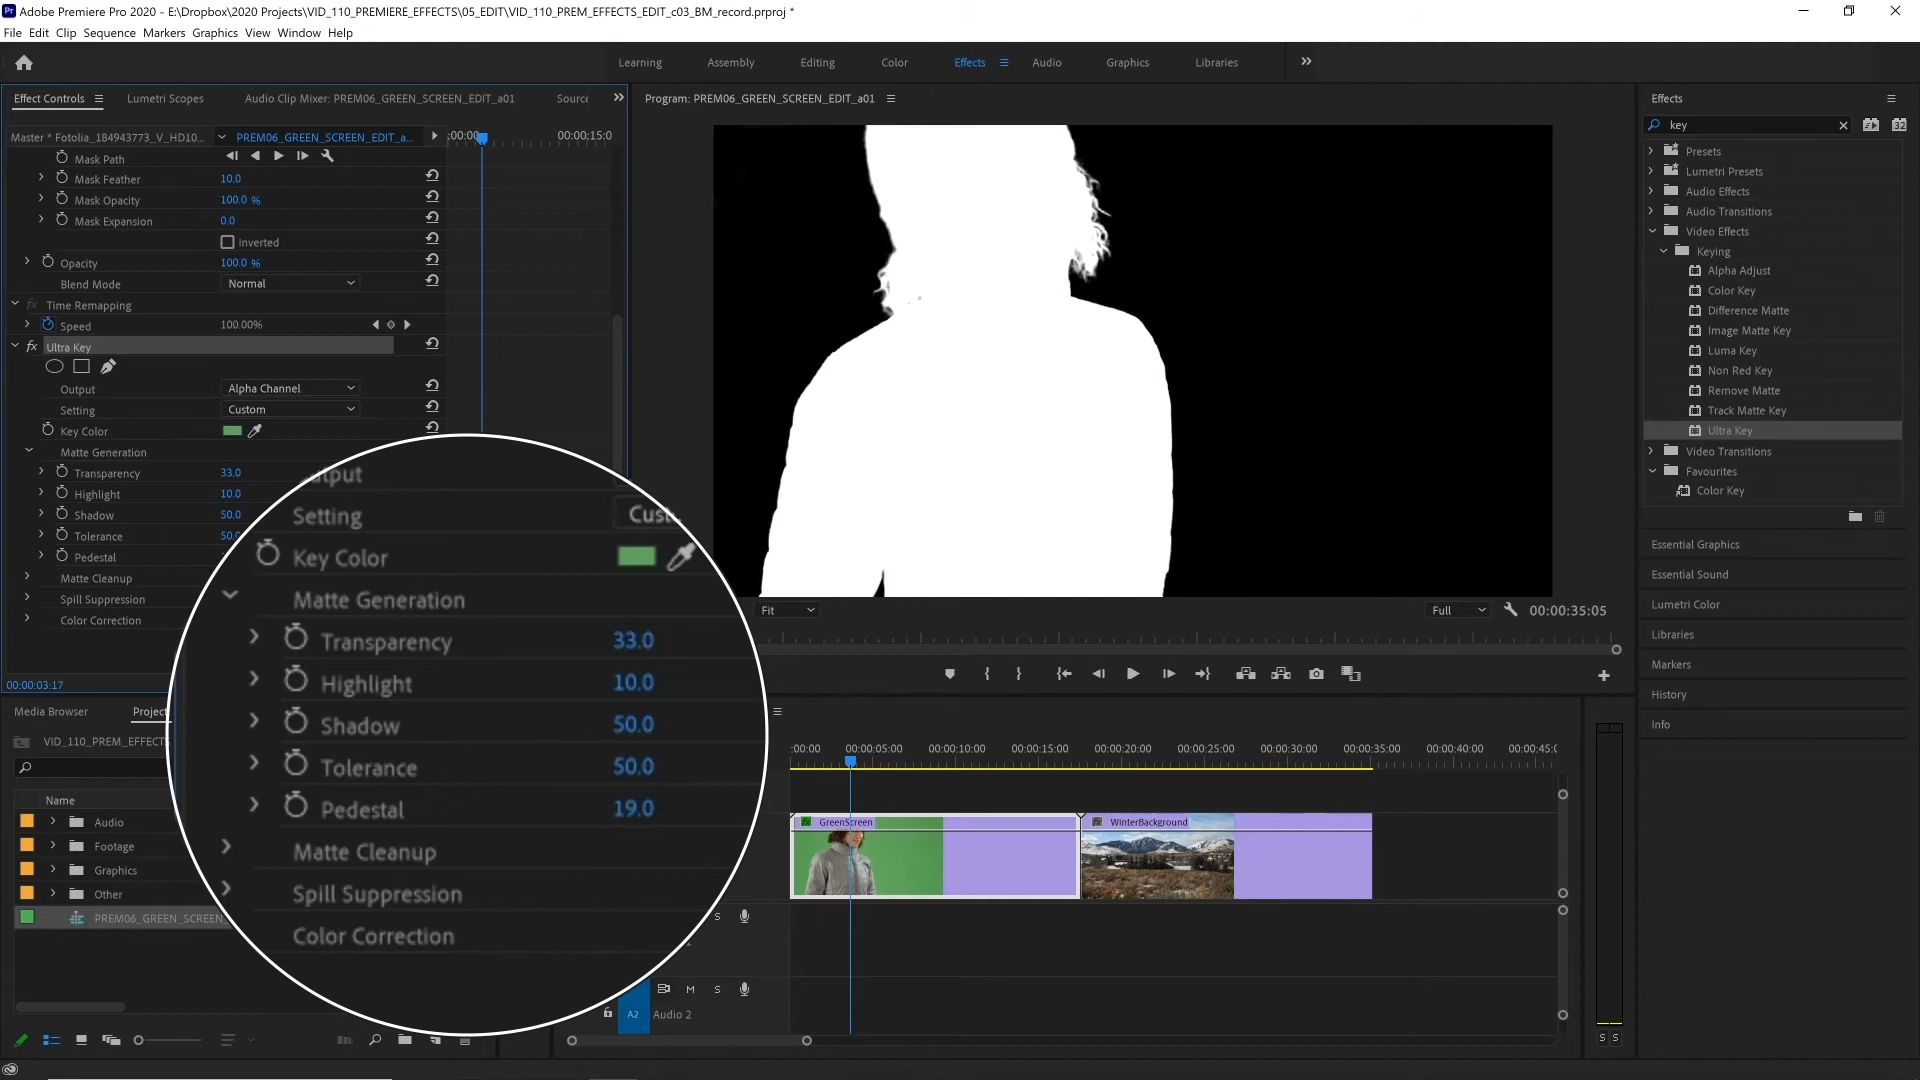 Adobe Premiere Pro 2020 - E:\Dropbox\2020 Projects\VID_110_PREMIERE_EFFECTS\05_EDIT\VID_110_PREM_EFFECTS_EDIT_c03_BM_record.prproj *
File Edit Clip Sequence Markers Graphics View Window Help
Learning Assembly Editing Color Effects Audio Graphics Libraries
Effect Controls Lumetri Scopes Audio Clip Mixer: PREM06_GREEN_SCREEN_EDIT_a01 Source
Master * Fotolia_184943773_V_HD10... PREM06_GREEN_SCREEN_EDIT_a... ;00:00 00:00:15:0
Mask Path
Mask Feather 10.0
Mask Opacity 100.0 %
Mask Expansion 0.0
Inverted
Opacity 100.0 %
Blend Mode Normal
Time Remapping
Speed 100.00%
Ultra Key
Output Alpha Channel
Setting Custom
Key Color
Matte Generation
Transparency 33.0
Highlight 10.0
Shadow 50.0
Tolerance 50.
Pedestal
Matte Cleanup
Spill Suppression
Color Correction
00:00:03:17
Setting Cust
Key Color
Matte Generation
Transparency 33.0
Highlight 10.0
Shadow 50.0
Tolerance 50.0
Pedestal 19.0
Matte Cleanup
Spill Suppression
Color Correction
Program: PREM06_GREEN_SCREEN_EDIT_a01
Fit Full 00:00:35:05
Effects
key
32
Presets
Lumetri Presets
Audio Effects
Audio Transitions
Video Effects
Keying
Alpha Adjust
Color Key
Difference Matte
Image Matte Key
Luma Key
Non Red Key
Remove Matte
Track Matte Key
Ultra Key
Video Transitions
Favourites
Color Key
Essential Graphics
Essential Sound
Lumetri Color
Libraries
Markers
History
Info
Media Browser Project
VID_110_PREM_EFFECTS
Name
Audio
Footage
Graphics
Other
PREM06_GREEN_SCREEN_
:00:00 00:00:05:00 00:00:10:00 00:00:15:00 00:00:20:00 00:00:25:00 00:00:30:00 00:00:35:00 00:00:40:00 00:00:45:0
GreenScreen WinterBackground
S
M S
A2 Audio 2
S S